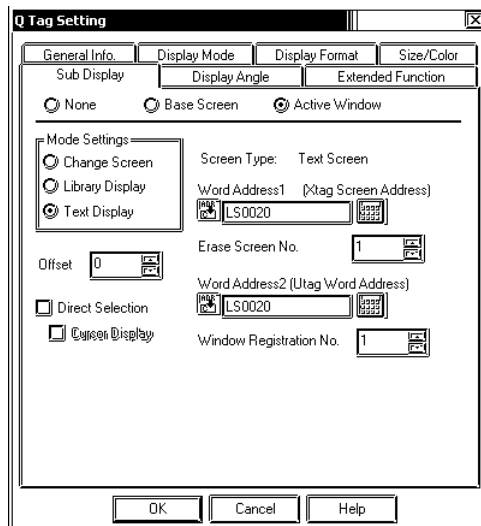 Q Tag Setting
General Info. Display Mode Display Format Size/Color
Sub Display Display Angle Extended Function
None Base Screen Active Window
Mode Settings
Change Screen
Library Display
Text Display
Screen Type: Text Screen
Word Address1 (Xtag Screen Address)
LS0020
Erase Screen No. 1
Offset 0
Word Address2 (Utag Word Address)
LS0020
Direct Selection
Cursor Display
Window Registration No. 1
OK Cancel Help